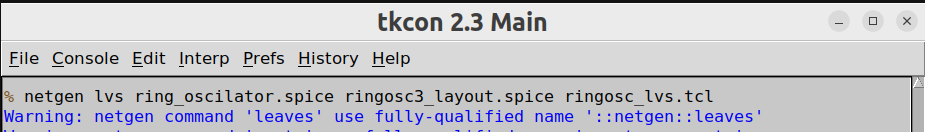 tkcon 2.3 Main
File Console Edit Interp Prefs History Help
% netgen lvs ring_oscilator.spice ringosc3_layout.spice ringosc_lvs.tcl
Warning: netgen command 'leaves' use fully-qualified name '::netgen::leaves'